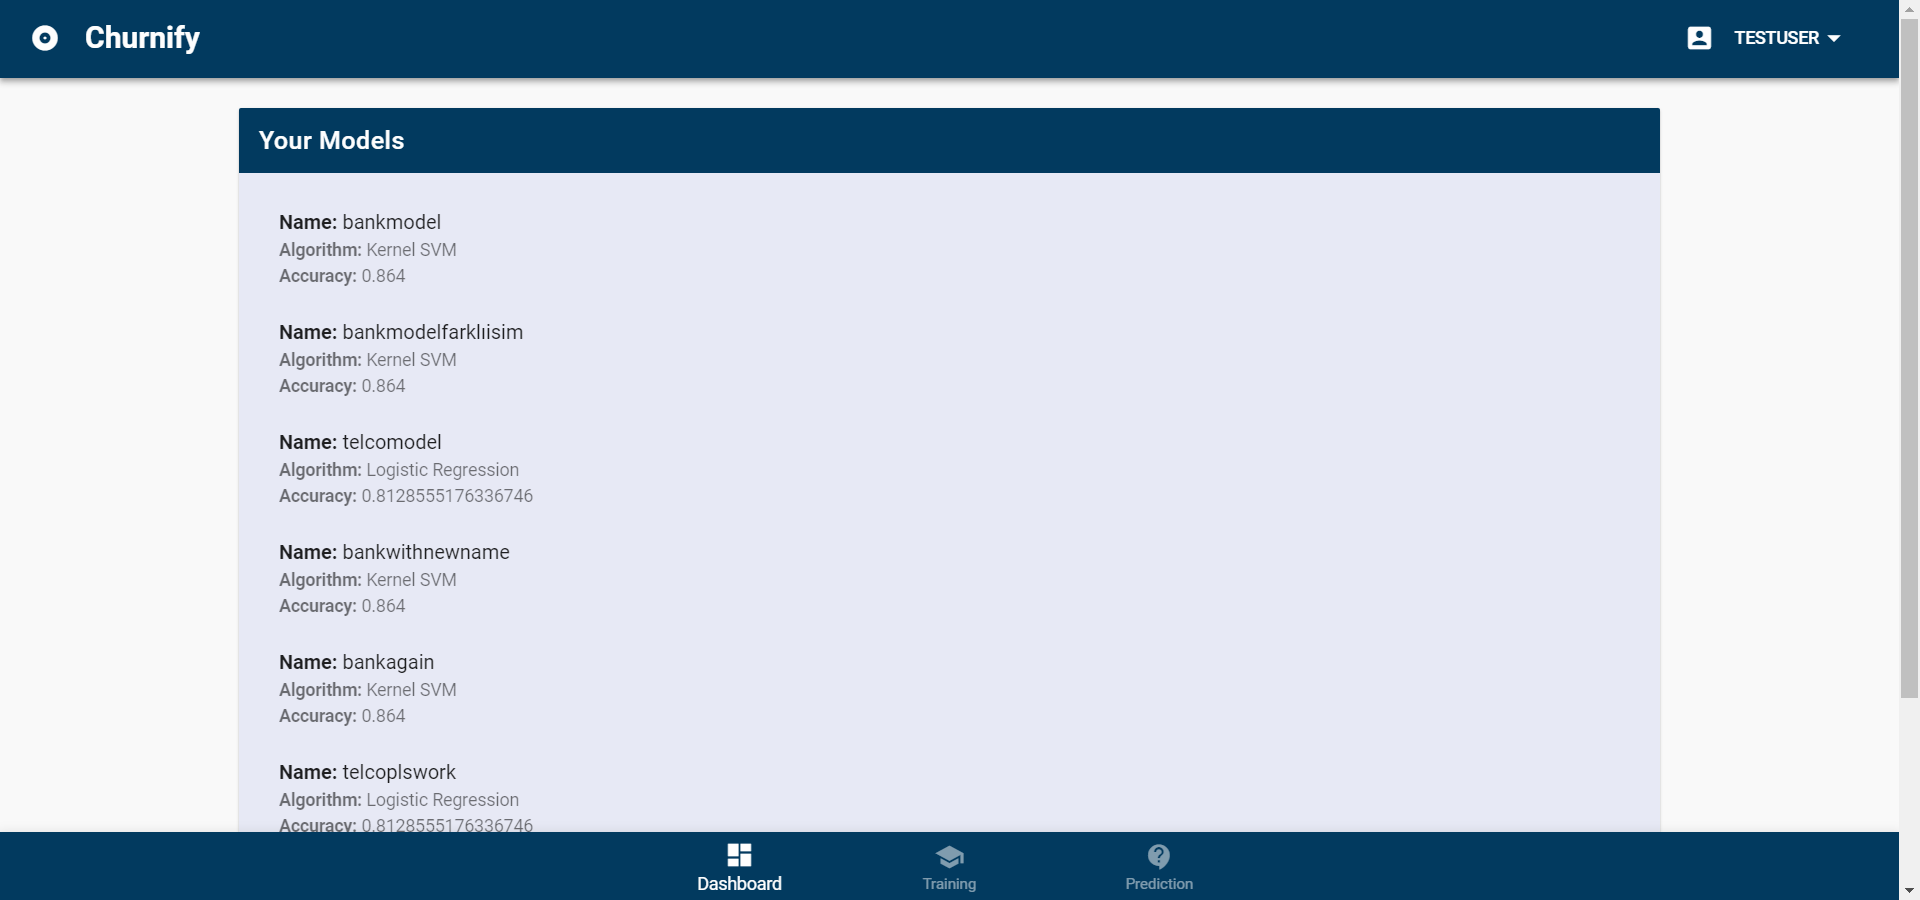 Churnify
TESTUSER
Your Models
Name: bankmodel
Algorithm: Kernel SVM
Accuracy: 0.864
Name: bankmodelfarklıisim
Algorithm: Kernel SVM
Accuracy: 0.864
Name: telcomodel
Algorithm: Logistic Regression
Accuracy: 0.8128555176336746
Name: bankwithnewname
Algorithm: Kernel SVM
Accuracy: 0.864
Name: bankagain
Algorithm: Kernel SVM
Accuracy: 0.864
Name: telcoplswork
Algorithm: Logistic Regression
Accuracy: 0.8128555176336746
Dashboard
Training
Prediction